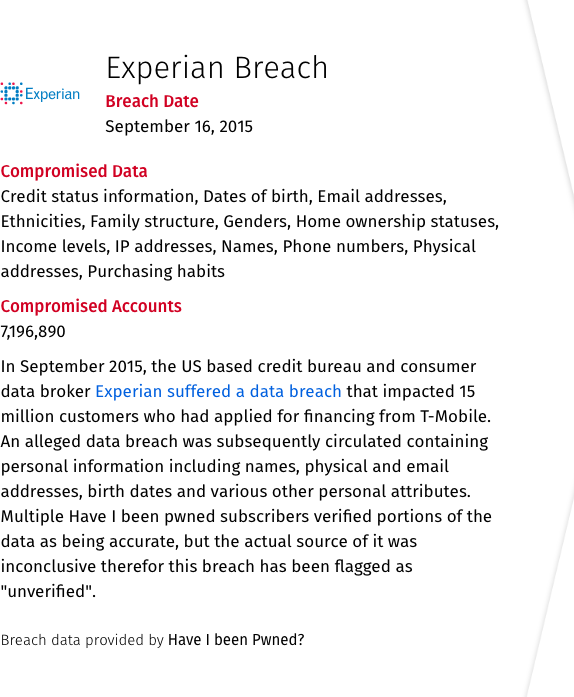 Experian Breach
Experian
Breach Date
September 16, 2015
Compromised Data
Credit status information, Dates of birth, Email addresses,
Ethnicities, Family structure, Genders, Home ownership statuses,
Income levels, IP addresses, Names, Phone numbers, Physical
addresses, Purchasing habits
Compromised Accounts
7,196,890
In September 2015, the US based credit bureau and consumer
data broker Experian suffered a data breach that impacted 15
million customers who had applied for financing from T-Mobile.
An alleged data breach was subsequently circulated containing
personal information including names, physical and email
addresses, birth dates and various other personal attributes.
Multiple Have I been pwned subscribers verified portions of the
data as being accurate, but the actual source of it was
inconclusive therefor this breach has been flagged as
"unverified".
Breach data provided by Have I been Pwned?